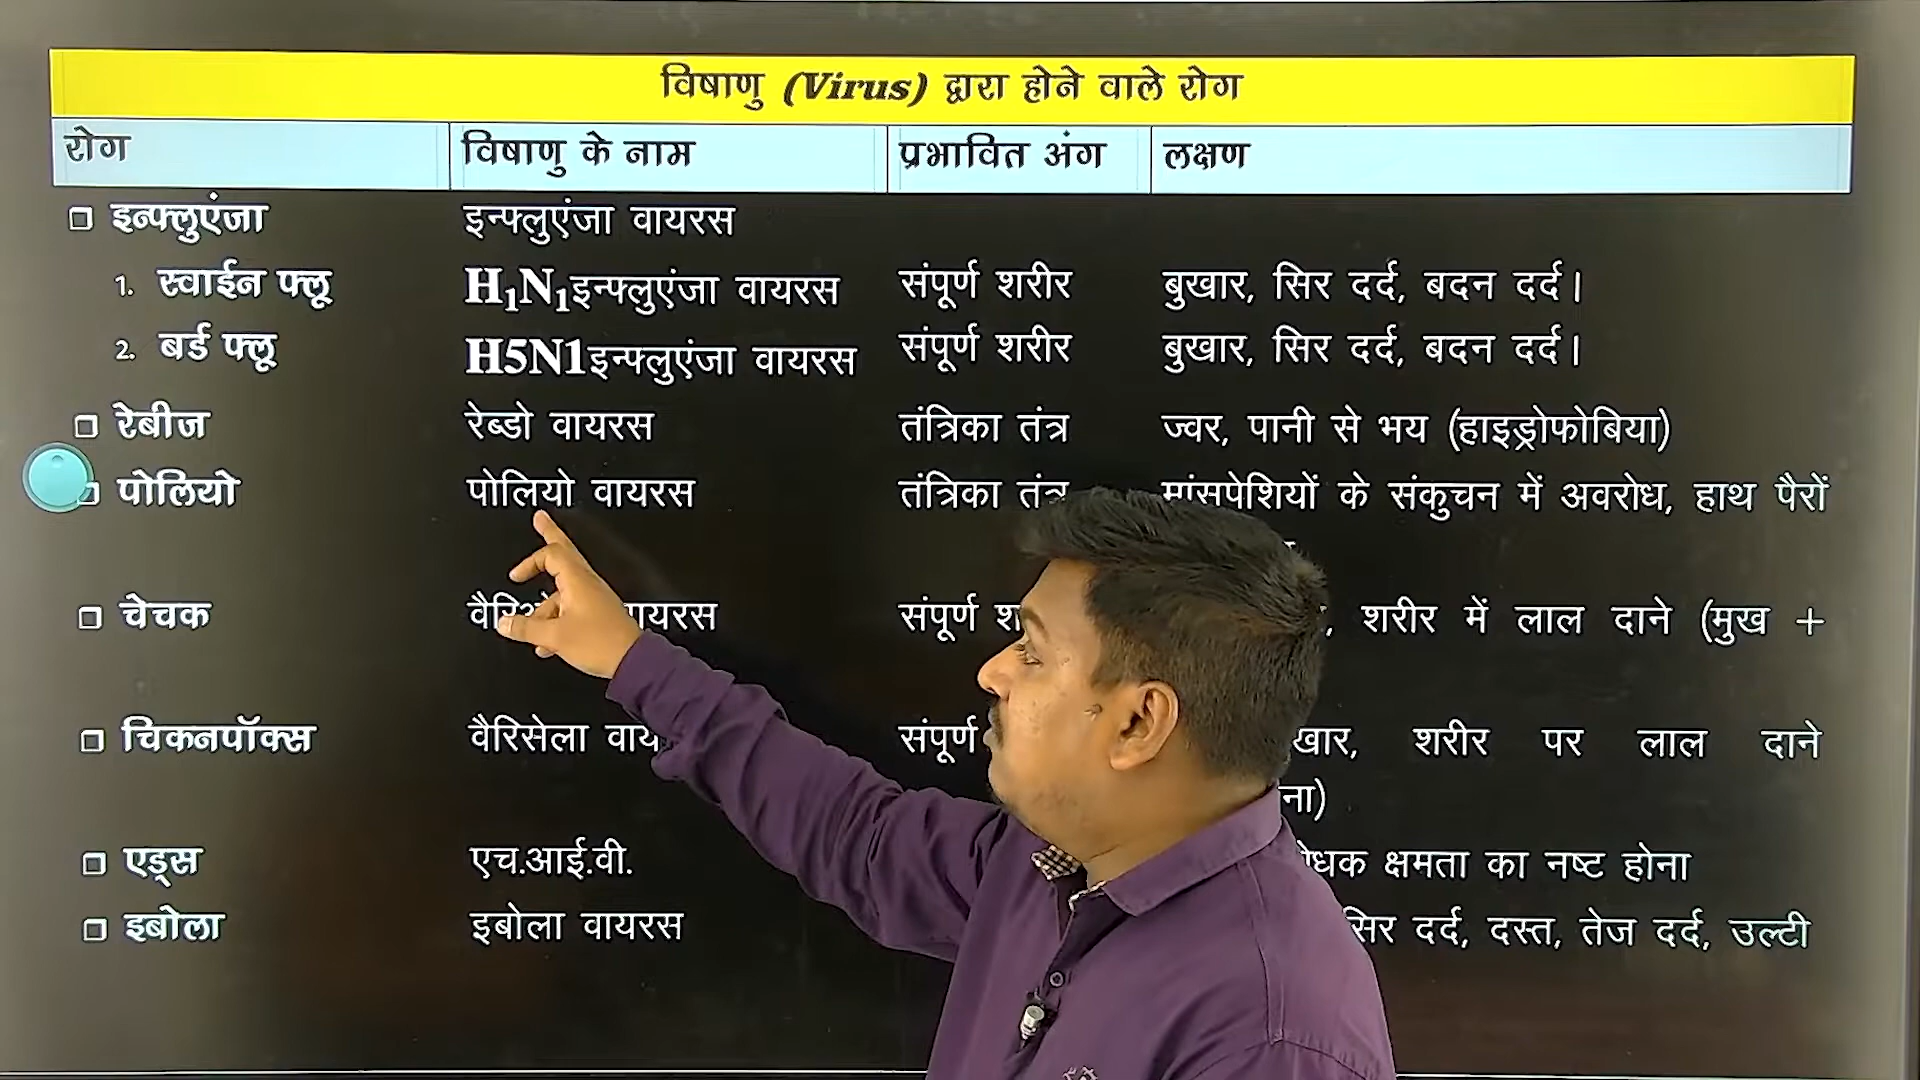 विषाणु (Virus) द्वारा होने वाले रोग
रोग विषाणु के नाम प्रभावित अंग लक्षण
इन्फ्लुएंजा इन्फ्लुएंजा वायरस
1. स्वाईन फ्लू H₁N₁इन्फ्लुएंजा वायरस संपूर्ण शरीर बुखार, सिर दर्द, बदन दर्द।
2. बर्ड फ्लू H5N1इन्फ्लुएंजा वायरस संपूर्ण शरीर बुखार, सिर दर्द, बदन दर्द।
रेबीज रेब्डो वायरस तंत्रिका तंत्र ज्वर, पानी से भय (हाइड्रोफोबिया)
पोलियो पोलियो वायरस तंत्रिका तंत्र मांसपेशियों के संकुचन में अवरोध, हाथ पैरों
चेचक संपूर्ण शरीर में लाल दाने (मुख +
चिकनपॉक्स वैरिसेला संपूर्ण शरीर पर लाल दाने
एड्स एच.आई.वी. क्षमता का नष्ट होना
इबोला इबोला वायरस सिर दर्द, दस्त, तेज दर्द, उल्टी